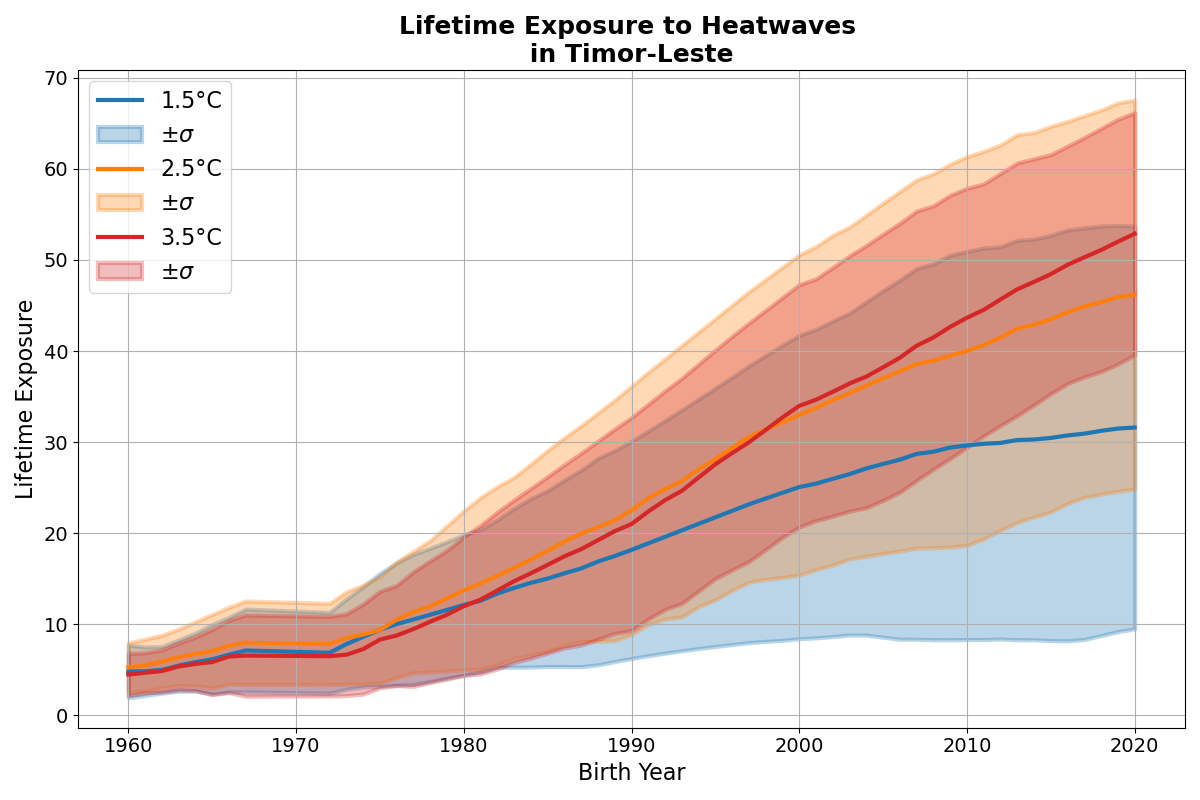 Lifetime Exposure to Heatwaves
in Timor-Leste
1.5°C
±σ
2.5°C
±σ
3.5°C
±σ
Lifetime Exposure
70
60
50
40
30
20
10
0
1960
1970
1980
1990
2000
2010
2020
Birth Year